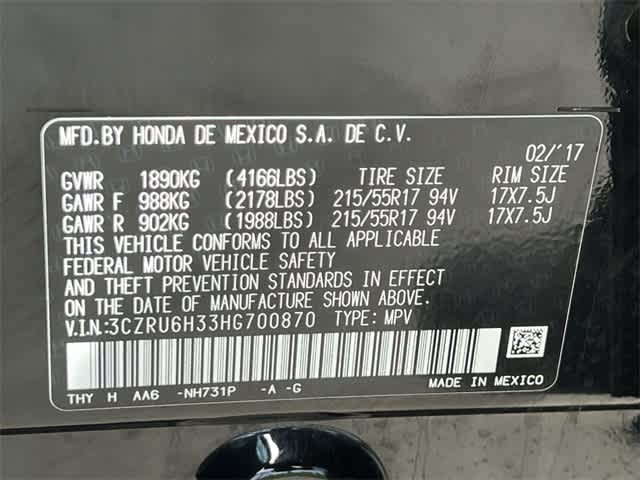 MFD.BY HONDA DE MEXICO S.A. DE C.V.
02/'17
GVWR 1890KG (4166LBS) TIRE SIZE RIM SIZE
GAWR F 988KG (2178LBS) 215/55R17 94V 17X7.5J
GAWR R 902KG (1988LBS) 215/55R17 94V 17X7.5J
THIS VEHICLE CONFORMS TO ALL APPLICABLE
FEDERAL MOTOR VEHICLE SAFETY
AND THEFT PREVENTION STANDARDS IN EFFECT
ON THE DATE OF MANUFACTURE SHOWN ABOVE.
V.I.N.:3CZRU6H33HG700870 TYPE: MPV
THY H AA6 -NH731P -A -G MADE IN MEXICO